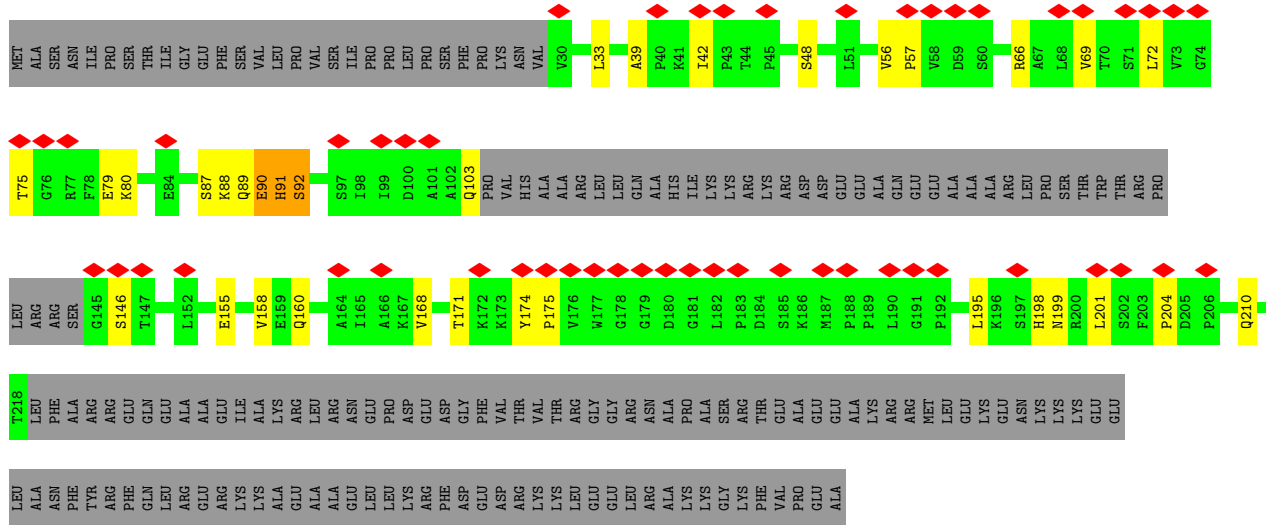 MET ALA SER ASN ILE PRO SER THR ILE GLY GLU PHE SER VAL LEU PRO VAL SER ILE PRO PRO LEU PRO SER PHE PRO LYS ASN VAL V30 L33 A39 P40 K41 I42 P43 T44 P45 S48 L51 V56 P57 V58 D59 S60 R66 A67 L68 V69 T70 S71 L72 V73 G74
T75 G76 R77 F78 E79 K80 E84 S87 K88 Q89 E90 H91 S92 S97 I98 I99 D100 A101 A102 Q103 PRO VAL HIS ALA ALA ARG LEU LEU GLN ALA HIS ILE LYS LYS ARG LYS ARG ASP ASP GLU GLU ALA GLN GLU GLU ALA ALA ALA ARG LEU PRO SER THR TRP THR ARG PRO
LEU ARG ARG SER G145 S146 T147 L152 E155 V158 E159 Q160 A164 I165 A166 K167 V168 T171 K172 K173 Y174 P175 V176 W177 G178 G179 D180 G181 L182 P183 D184 S185 K186 M187 P188 P189 L190 G191 P192 L195 K196 S197 H198 N199 R200 L201 S202 F203 P204 D205 P206 Q210
T218 LEU PHE ALA ARG ARG GLU GLN GLU ALA ALA GLU ILE ALA LYS ARG LEU ARG ASN GLU PRO ASP GLU ASP GLY PHE VAL THR VAL THR ARG GLY GLY ARG ASN ALA PRO ALA SER ARG THR GLU ALA GLU GLU ALA LYS ARG ARG MET LEU GLU LYS GLU ASN LYS LYS LYS GLU GLU
LEU ALA ASN PHE TYR ARG PHE GLN LEU ARG GLU ARG LYS LYS ALA GLU ALA ALA GLU LEU LEU LYS ARG PHE ASP GLU ASP ARG LYS LYS LEU GLU GLU LEU ARG ALA LYS LYS GLY LYS PHE VAL PRO GLU ALA